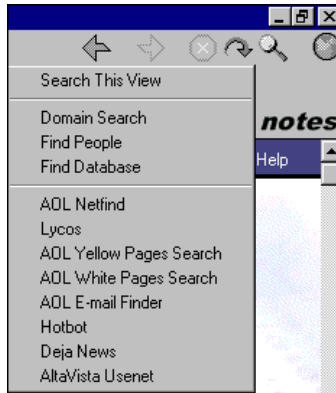 Search This View
Domain Search
Find People
Find Database
notes
Help
AOL Netfind
Lycos
AOL Yellow Pages Search
AOL White Pages Search
AOL E-mail Finder
Hotbot
Deja News
AltaVista Usenet